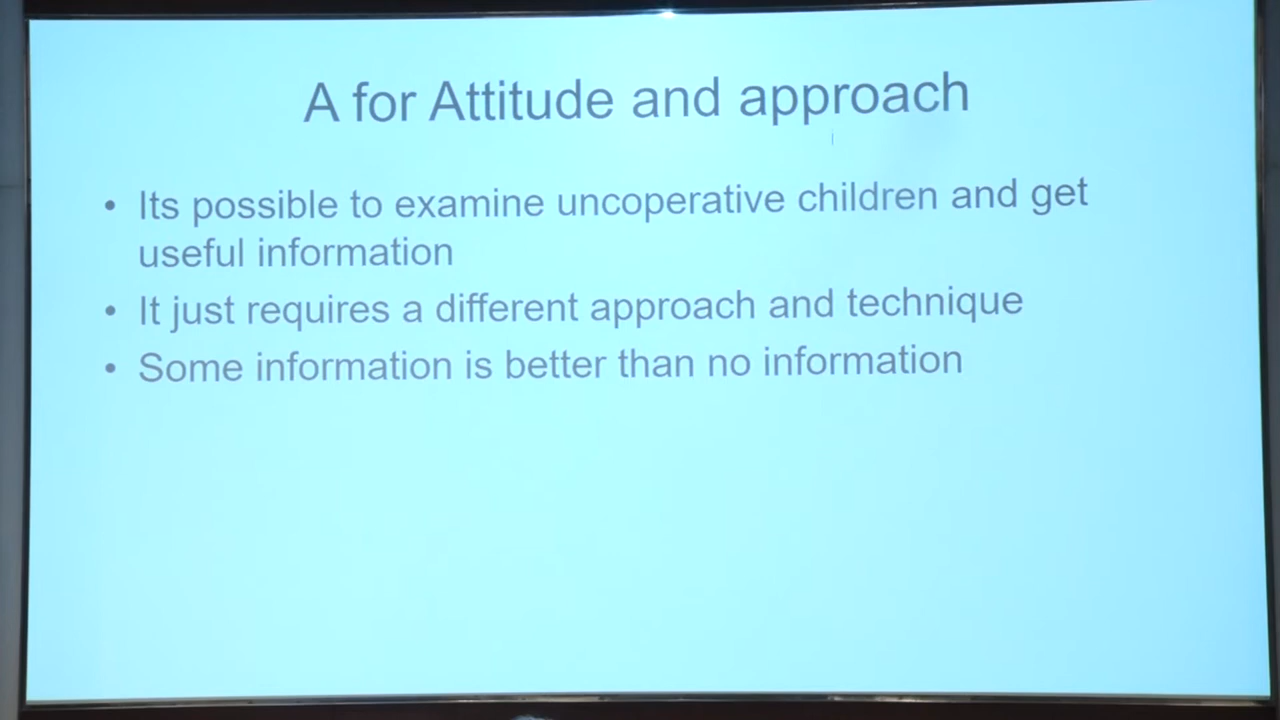 A for Attitude and approach
• Its possible to examine uncoperative children and get
useful information
• It just requires a different approach and technique
• Some information is better than no information